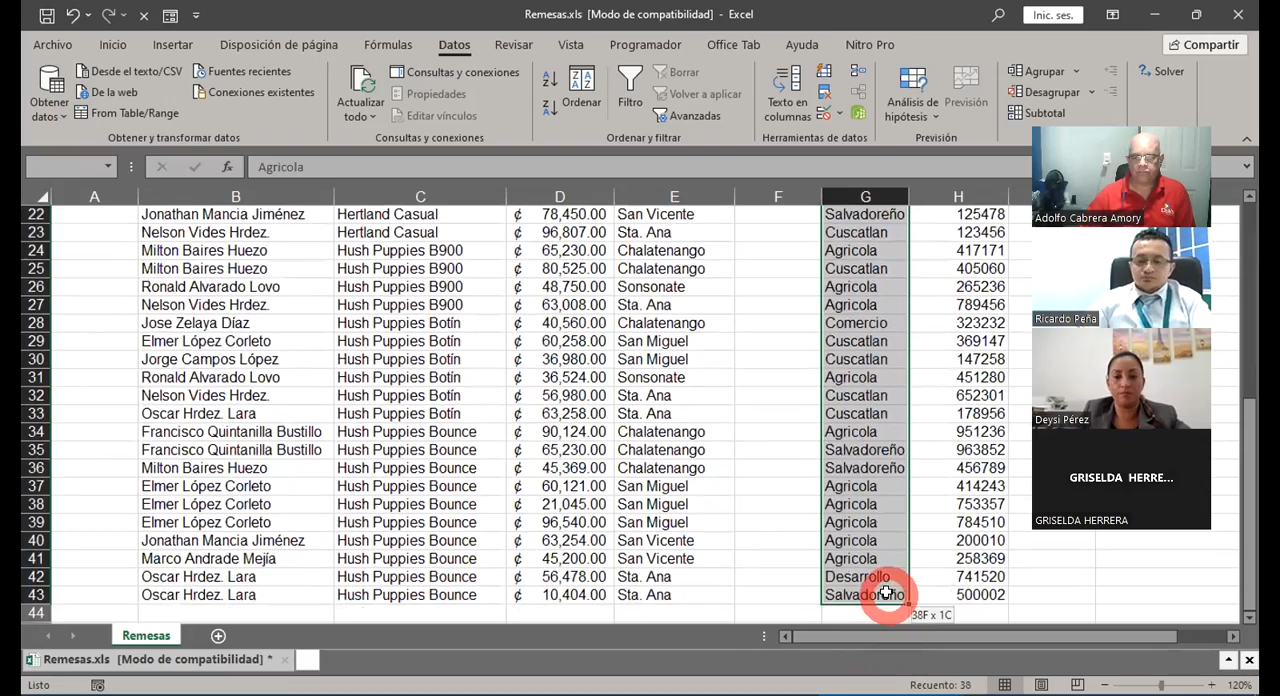 Remesas.xls [Modo de compatibilidad] - Excel
Inic. ses.
Archivo Inicio Insertar Disposición de página Fórmulas Datos Revisar Vista Programador Office Tab Ayuda Nitro Pro
Compartir
Obtener datos
Desde el texto/CSV
De la web
From Table/Range
Fuentes recientes
Conexiones existentes
Obtener y transformar datos
Actualizar todo
Consultas y conexiones
Propiedades
Editar vínculos
Consultas y conexiones
Ordenar
Filtro
Borrar
Volver a aplicar
Avanzadas
Ordenar y filtrar
Texto en columnas
Herramientas de datos
Análisis de hipótesis
Previsión
Previsión
Agrupar
Desagrupar
Subtotal
Solver
fx Agricola
A B C D E F G H
22 Jonathan Mancia Jiménez Hertland Casual ₡ 78,450.00 San Vicente Salvadoreño 125478
23 Nelson Vides Hrdez. Hertland Casual ₡ 96,807.00 Sta. Ana Cuscatlan 123456
24 Milton Baires Huezo Hush Puppies B900 ₡ 65,230.00 Chalatenango Agricola 417171
25 Milton Baires Huezo Hush Puppies B900 ₡ 80,525.00 Chalatenango Cuscatlan 405060
26 Ronald Alvarado Lovo Hush Puppies B900 ₡ 48,750.00 Sonsonate Agricola 265236
27 Nelson Vides Hrdez. Hush Puppies B900 ₡ 63,008.00 Sta. Ana Agricola 789456
28 Jose Zelaya Díaz Hush Puppies Botín ₡ 40,560.00 Chalatenango Comercio 323232
29 Elmer López Corleto Hush Puppies Botín ₡ 60,258.00 San Miguel Cuscatlan 369147
30 Jorge Campos López Hush Puppies Botín ₡ 36,980.00 San Miguel Cuscatlan 147258
31 Ronald Alvarado Lovo Hush Puppies Botín ₡ 36,524.00 Sonsonate Agricola 451280
32 Nelson Vides Hrdez. Hush Puppies Botín ₡ 56,980.00 Sta. Ana Cuscatlan 652301
33 Oscar Hrdez. Lara Hush Puppies Botín ₡ 63,258.00 Sta. Ana Cuscatlan 178956
34 Francisco Quintanilla Bustillo Hush Puppies Bounce ₡ 90,124.00 Chalatenango Agricola 951236
35 Francisco Quintanilla Bustillo Hush Puppies Bounce ₡ 65,230.00 Chalatenango Salvadoreño 963852
36 Milton Baires Huezo Hush Puppies Bounce ₡ 45,369.00 Chalatenango Salvadoreño 456789
37 Elmer López Corleto Hush Puppies Bounce ₡ 60,121.00 San Miguel Agricola 414243
38 Elmer López Corleto Hush Puppies Bounce ₡ 21,045.00 San Miguel Agricola 753357
39 Elmer López Corleto Hush Puppies Bounce ₡ 96,540.00 San Miguel Agricola 784510
40 Jonathan Mancia Jiménez Hush Puppies Bounce ₡ 63,254.00 San Vicente Agricola 200010
41 Marco Andrade Mejía Hush Puppies Bounce ₡ 45,200.00 San Vicente Agricola 258369
42 Oscar Hrdez. Lara Hush Puppies Bounce ₡ 56,478.00 Sta. Ana Desarrollo 741520
43 Oscar Hrdez. Lara Hush Puppies Bounce ₡ 10,404.00 Sta. Ana Salvadoreño 500002
44
38F x 1C
Adolfo Cabrera Amory
Ricardo Peña
Deysi Pérez
GRISELDA HERRE...
GRISELDA HERRERA
Remesas
Remesas.xls [Modo de compatibilidad] *
Listo
Recuento: 38
120%